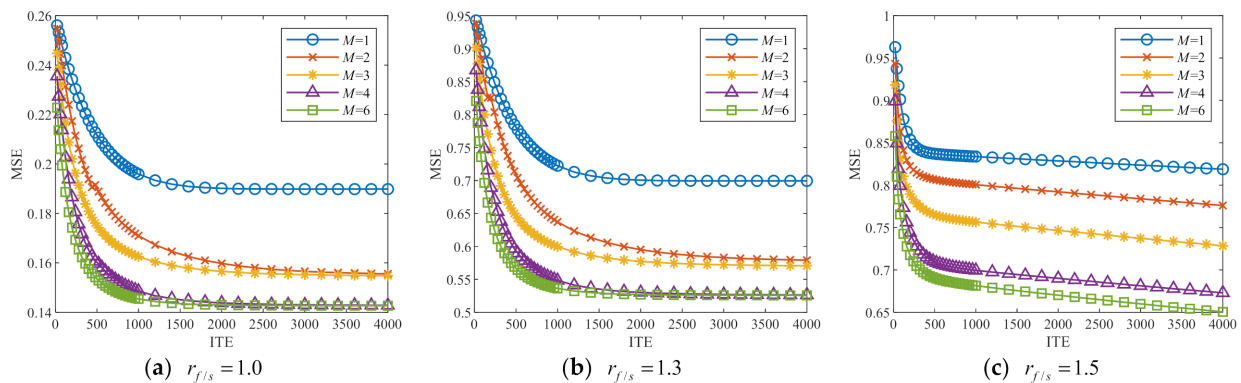 0.26
0.24
0.22
0.2
0.18
0.16
0.14
MSE
0 500 1000 1500 2000 2500 3000 3500 4000
ITE
M=1
M=2
M=3
M=4
M=6
(a) r_{f/s} =1.0
0.95
0.9
0.85
0.8
0.75
0.7
0.65
0.6
0.55
0.5
MSE
0 500 1000 1500 2000 2500 3000 3500 4000
ITE
M=1
M=2
M=3
M=4
M=6
(b) r_{f/s} =1.3
1
0.95
0.9
0.85
0.8
0.75
0.7
0.65
MSE
0 500 1000 1500 2000 2500 3000 3500 4000
ITE
M=1
M=2
M=3
M=4
M=6
(c) r_{f/s} =1.5